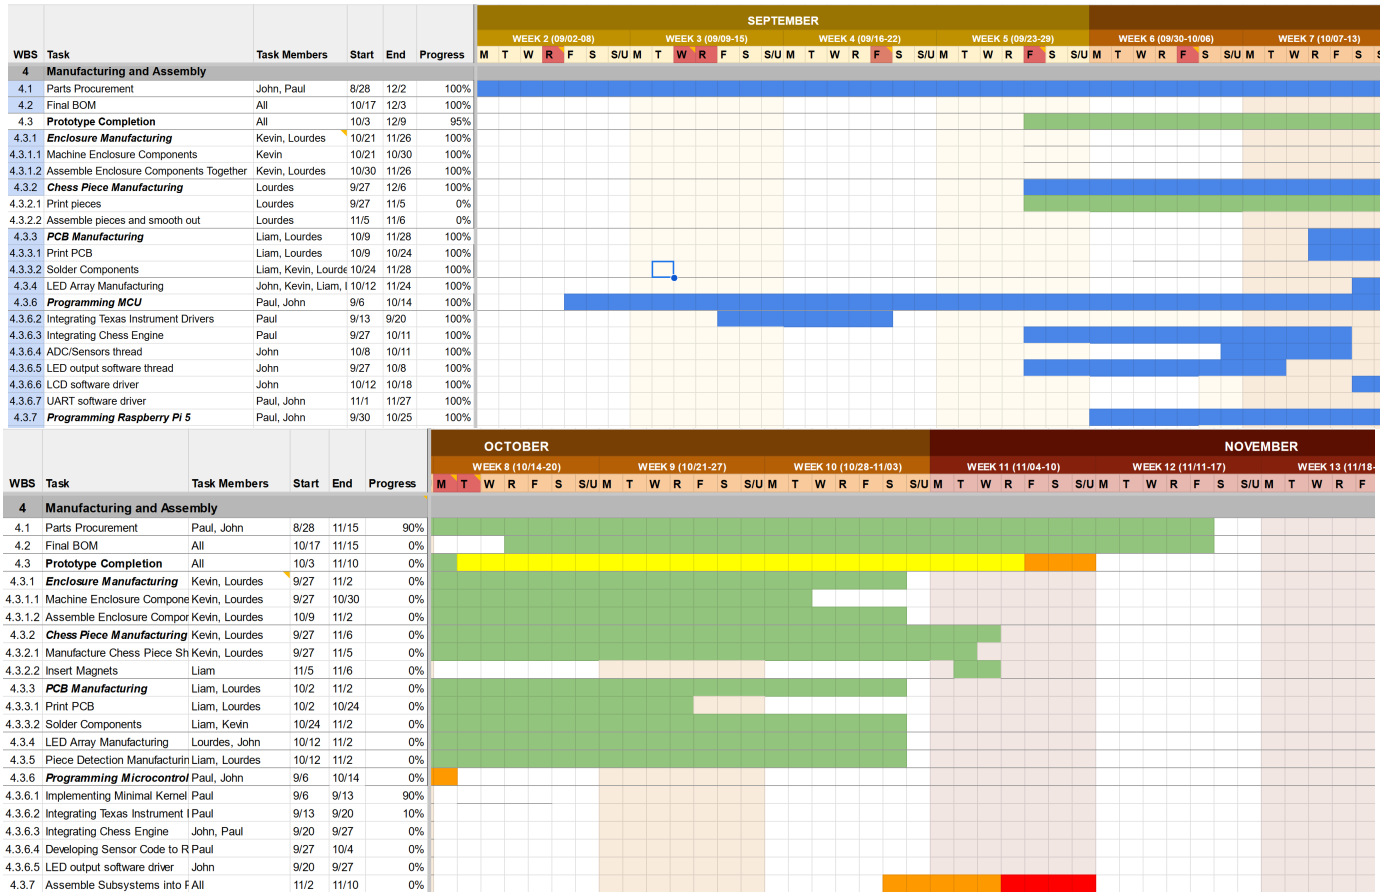 SEPTEMBER
WEEK 2 (09/02-08) WEEK 3 (09/09-15) WEEK 4 (09/16-22) WEEK 5 (09/23-29) WEEK 6 (09/30-10/06) WEEK 7 (10/07-13)
WBS Task Task Members Start End Progress M T W R F S S/U M T W R F S S/U M T W R F S S/U M T W R F S S/U M T W R F S S/U M T W R F S S
4 Manufacturing and Assembly
4.1 Parts Procurement John, Paul 8/28 12/2 100%
4.2 Final BOM All 10/17 12/3 100%
4.3 Prototype Completion All 10/3 12/9 95%
4.3.1 Enclosure Manufacturing Kevin, Lourdes 10/21 11/26 100%
4.3.1.1 Machine Enclosure Components Kevin 10/21 10/30 100%
4.3.1.2 Assemble Enclosure Components Together Kevin, Lourdes 10/30 11/26 100%
4.3.2 Chess Piece Manufacturing Lourdes 9/27 12/6 100%
4.3.2.1 Print pieces Lourdes 9/27 11/5 0%
4.3.2.2 Assemble pieces and smooth out Lourdes 11/5 11/6 0%
4.3.3 PCB Manufacturing Liam, Lourdes 10/9 11/28 100%
4.3.3.1 Print PCB Liam, Lourdes 10/9 10/24 100%
4.3.3.2 Solder Components Liam, Kevin, Lourde 10/24 11/28 100%
4.3.4 LED Array Manufacturing John, Kevin, Liam, l 10/12 11/24 100%
4.3.6 Programming MCU Paul, John 9/6 10/14 100%
4.3.6.2 Integrating Texas Instrument Drivers Paul 9/13 9/20 100%
4.3.6.3 Integrating Chess Engine Paul 9/27 10/11 100%
4.3.6.4 ADC/Sensors thread John 10/8 10/11 100%
4.3.6.5 LED output software thread John 9/27 10/8 100%
4.3.6.6 LCD software driver John 10/12 10/18 100%
4.3.6.7 UART software driver Paul, John 11/1 11/27 100%
4.3.7 Programming Raspberry Pi 5 Paul, John 9/30 10/25 100%
OCTOBER NOVEMBER
WEEK 8 (10/14-20) WEEK 9 (10/21-27) WEEK 10 (10/28-11/03) WEEK 11 (11/04-10) WEEK 12 (11/11-17) WEEK 13 (11/18-
WBS Task Task Members Start End Progress M T W R F S S/U M T W R F S S/U M T W R F S S/U M T W R F S S/U M T W R F S S/U M T W R F
4 Manufacturing and Assembly
4.1 Parts Procurement Paul, John 8/28 11/15 90%
4.2 Final BOM All 10/17 11/15 0%
4.3 Prototype Completion All 10/3 11/10 0%
4.3.1 Enclosure Manufacturing Kevin, Lourdes 9/27 11/2 0%
4.3.1.1 Machine Enclosure Compone Kevin, Lourdes 9/27 10/30 0%
4.3.1.2 Assemble Enclosure Compor Kevin, Lourdes 10/9 11/2 0%
4.3.2 Chess Piece Manufacturing Kevin, Lourdes 9/27 11/6 0%
4.3.2.1 Manufacture Chess Piece Sh Kevin, Lourdes 9/27 11/5 0%
4.3.2.2 Insert Magnets Liam 11/5 11/6 0%
4.3.3 PCB Manufacturing Liam, Lourdes 10/2 11/2 0%
4.3.3.1 Print PCB Liam, Lourdes 10/2 10/24 0%
4.3.3.2 Solder Components Liam, Kevin 10/24 11/2 0%
4.3.4 LED Array Manufacturing Lourdes, John 10/12 11/2 0%
4.3.5 Piece Detection Manufacturin Liam, Lourdes 10/12 11/2 0%
4.3.6 Programming Microcontrol Paul, John 9/6 10/14 0%
4.3.6.1 Implementing Minimal Kernel Paul 9/6 9/13 90%
4.3.6.2 Integrating Texas Instrument I Paul 9/13 9/20 10%
4.3.6.3 Integrating Chess Engine John, Paul 9/20 9/27 0%
4.3.6.4 Developing Sensor Code to R Paul 9/27 10/4 0%
4.3.6.5 LED output software driver John 9/20 9/27 0%
4.3.7 Assemble Subsystems into F All 11/2 11/10 0%